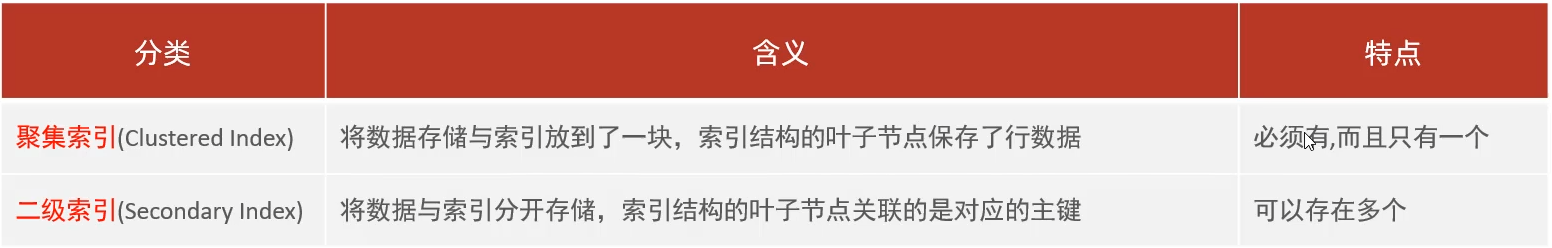 分类 含义 特点
聚集索引(Clustered Index) 将数据存储与索引放到了一块，索引结构的叶子节点保存了行数据 必须有,而且只有一个
二级索引(Secondary Index) 将数据与索引分开存储，索引结构的叶子节点关联的是对应的主键 可以存在多个